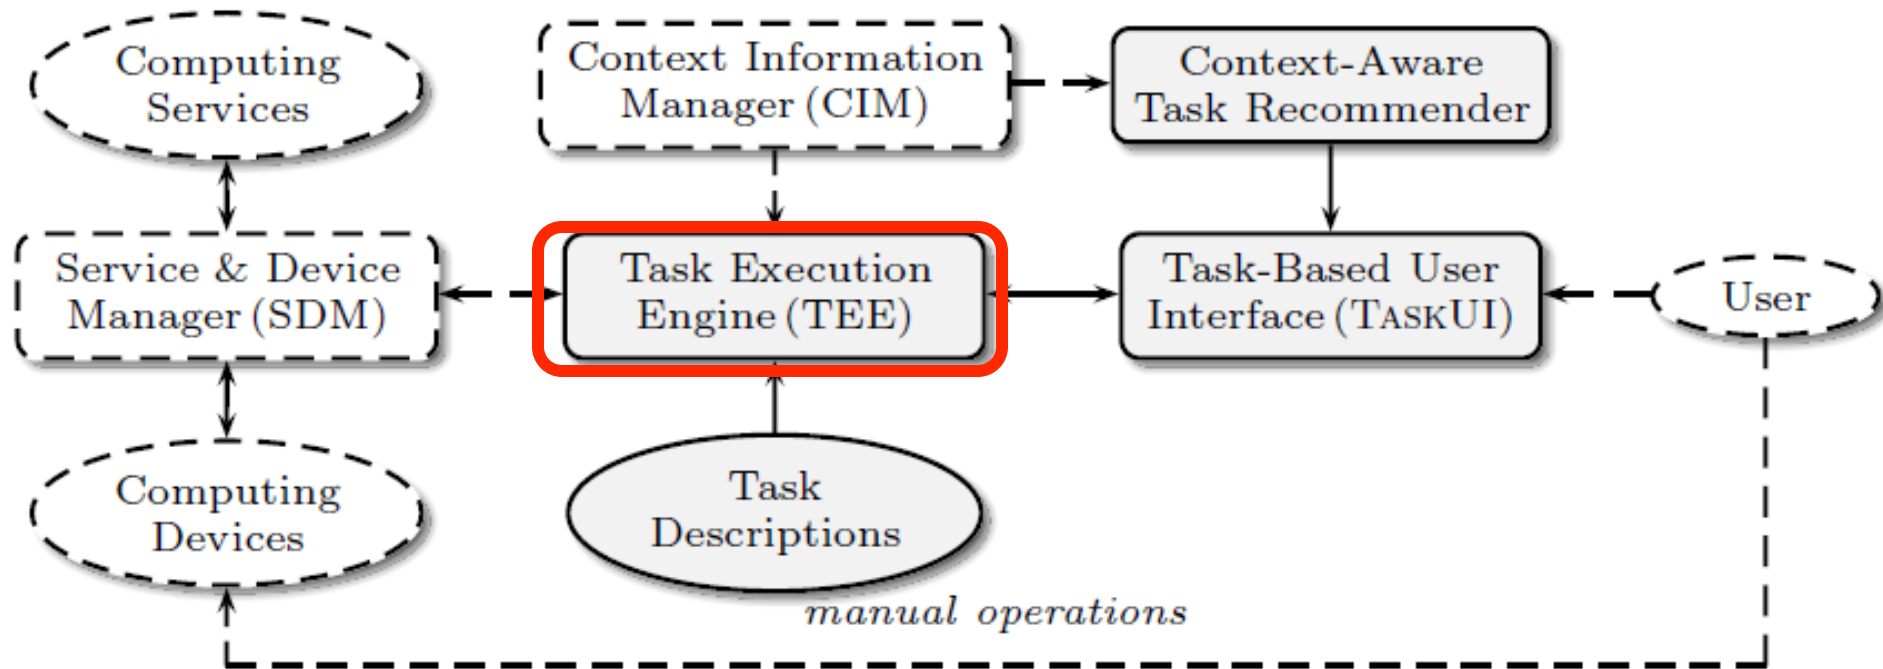 Computing
Services
Context Information
Manager (CIM)
Context-Aware
Task Recommender
Service & Device
Manager (SDM)
Task Execution
Engine (TEE)
Task-Based User
Interface (TASKUI)
User
Computing
Devices
Task
Descriptions
manual operations